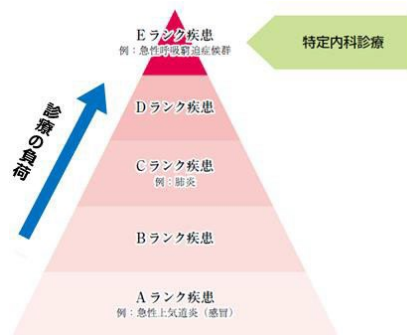 Eランク疾患
例：急性呼吸窮迫症候群
特定内科診療
Dランク疾患
診療の負荷
Cランク疾患
例：肺炎
Bランク疾患
Aランク疾患
例：急性上気道炎（感冒）